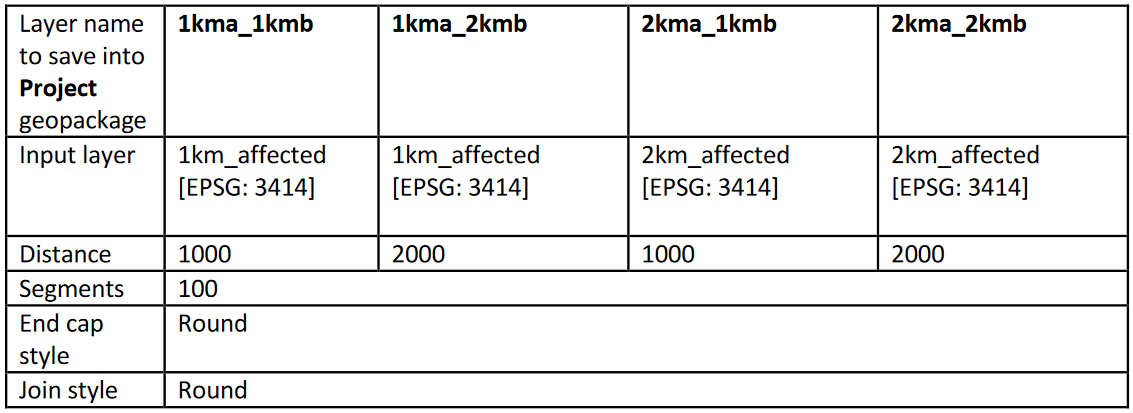 Layer name 1kma_1kmb 1kma_2kmb 2kma_1kmb 2kma_2kmb
to save into
Project
geopackage
Input layer 1km_affected 1km_affected 2km_affected 2km_affected
[EPSG: 3414] [EPSG: 3414] [EPSG: 3414] [EPSG: 3414]
Distance 1000 2000 1000 2000
Segments 100
End cap Round
style
Join style Round